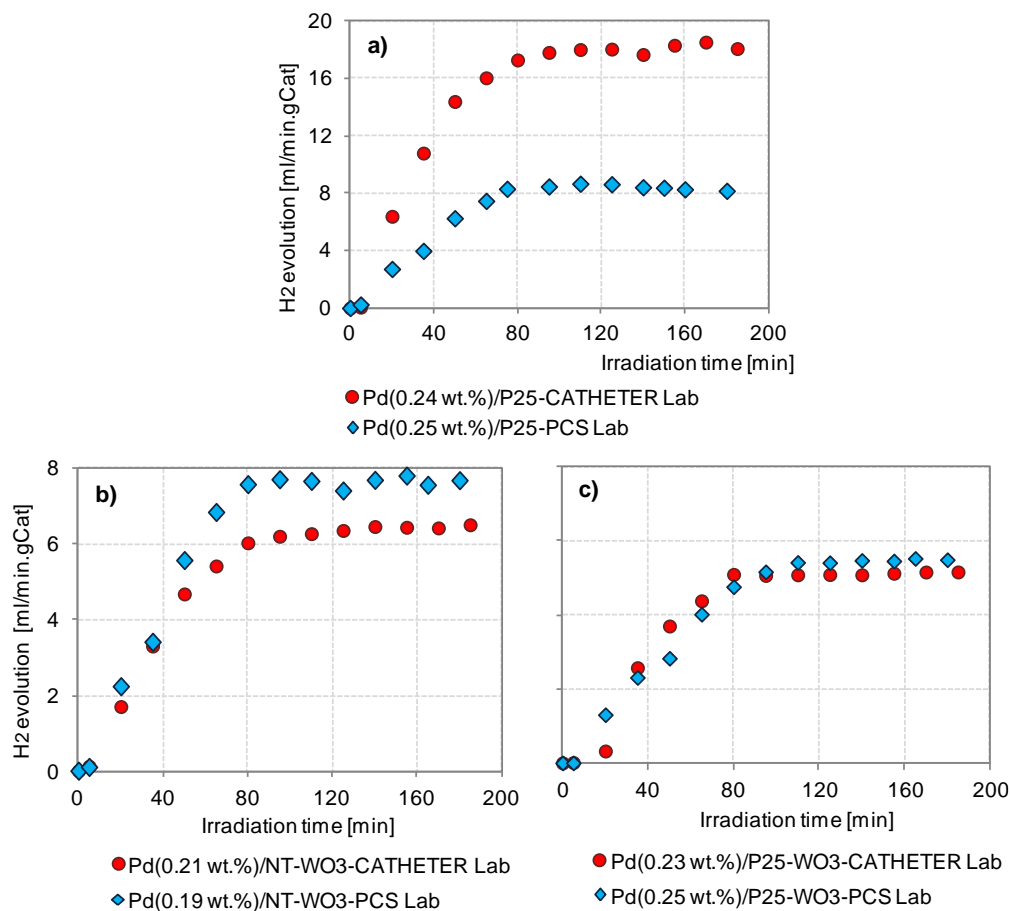 a)
H2 evolution [ml/min.gCat]
20
16
12
8
4
0
0 40 80 120 160 200
Irradiation time [min]
Pd(0.24 wt.%)/P25-CATHETER Lab
Pd(0.25 wt.%)/P25-PCS Lab
b)
H2 evolution [ml/min.gCat]
8
6
4
2
0
0 40 80 120 160 200
Irradiation time [min]
Pd(0.21 wt.%)/NT-WO3-CATHETER Lab
Pd(0.19 wt.%)/NT-WO3-PCS Lab
c)
0 40 80 120 160 200
Irradiation time [min]
Pd(0.23 wt.%)/P25-WO3-CATHETER Lab
Pd(0.25 wt.%)/P25-WO3-PCS Lab